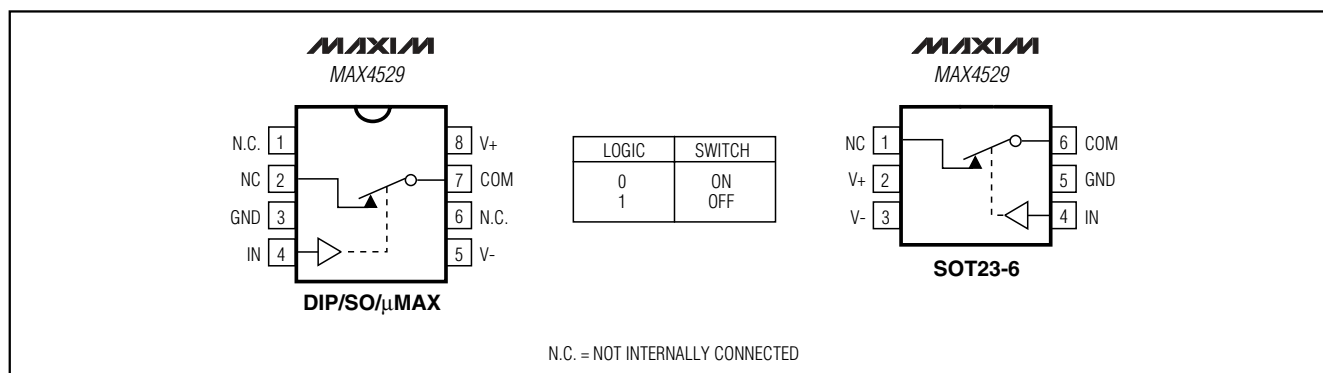 MAXIM
MAX4529
N.C. 1
NC 2
GND 3
IN 4
8 V+
7 COM
6 N.C.
5 V-
DIP/SO/µMAX
LOGIC SWITCH
0 ON
1 OFF
MAXIM
MAX4529
NC 1
V+ 2
V- 3
6 COM
5 GND
4 IN
SOT23-6
N.C. = NOT INTERNALLY CONNECTED